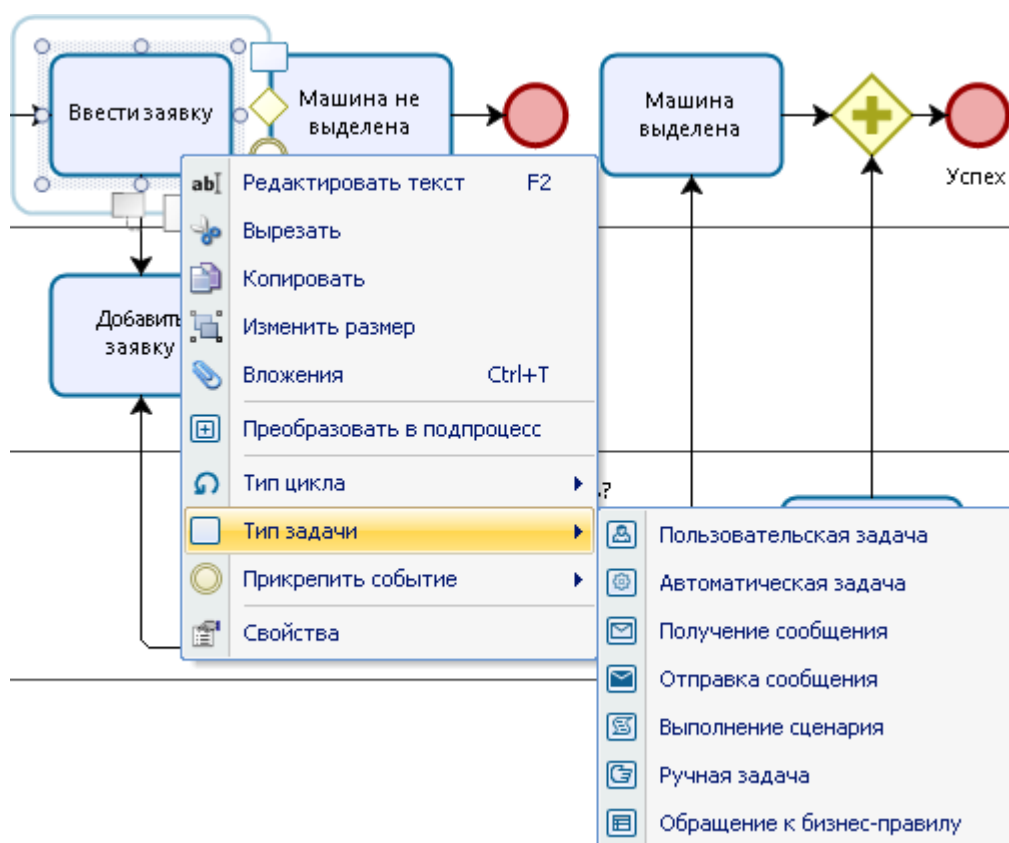 Ввести заявку
Машина не
выделена
Машина
выделена
Успех
Добавить
заявку
?
ab
Редактировать текст F2
Вырезать
Копировать
Изменить размер
Вложения Ctrl+T
Преобразовать в подпроцесс
Тип цикла
Тип задачи
Прикрепить событие
Свойства
Пользовательская задача
Автоматическая задача
Получение сообщения
Отправка сообщения
Выполнение сценария
Ручная задача
Обращение к бизнес-правилу